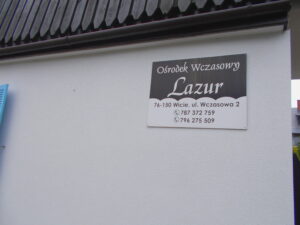 Ośrodek Wczasowy
Lazur
76-150 Wicie, ul. Wczasowa 2
787 372 759
796 275 509